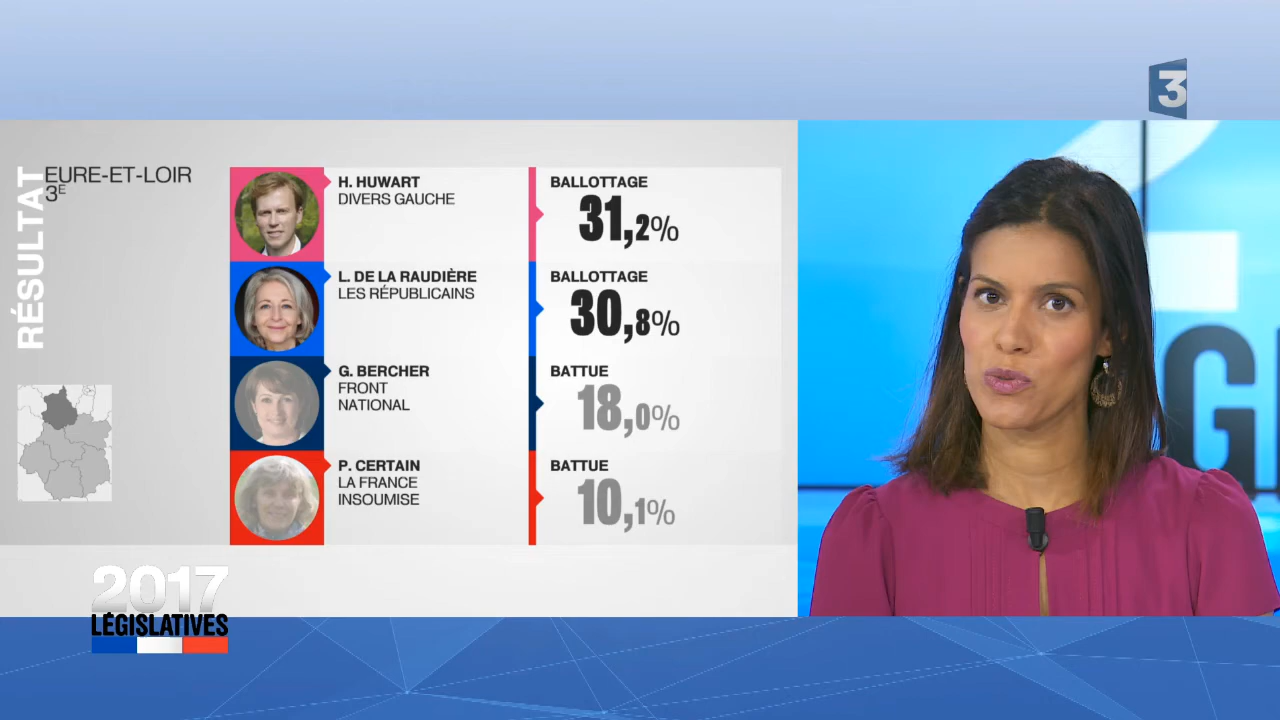 3
RÉSULTAT
EURE-ET-LOIR
3E
H. HUWART
DIVERS GAUCHE
BALLOTTAGE
31,2%
L. DE LA RAUDIÈRE
LES RÉPUBLICAINS
BALLOTTAGE
30,8%
G. BERCHER
FRONT
NATIONAL
BATTUE
18,0%
P. CERTAIN
LA FRANCE
INSOUMISE
BATTUE
10,1%
2017
LÉGISLATIVES